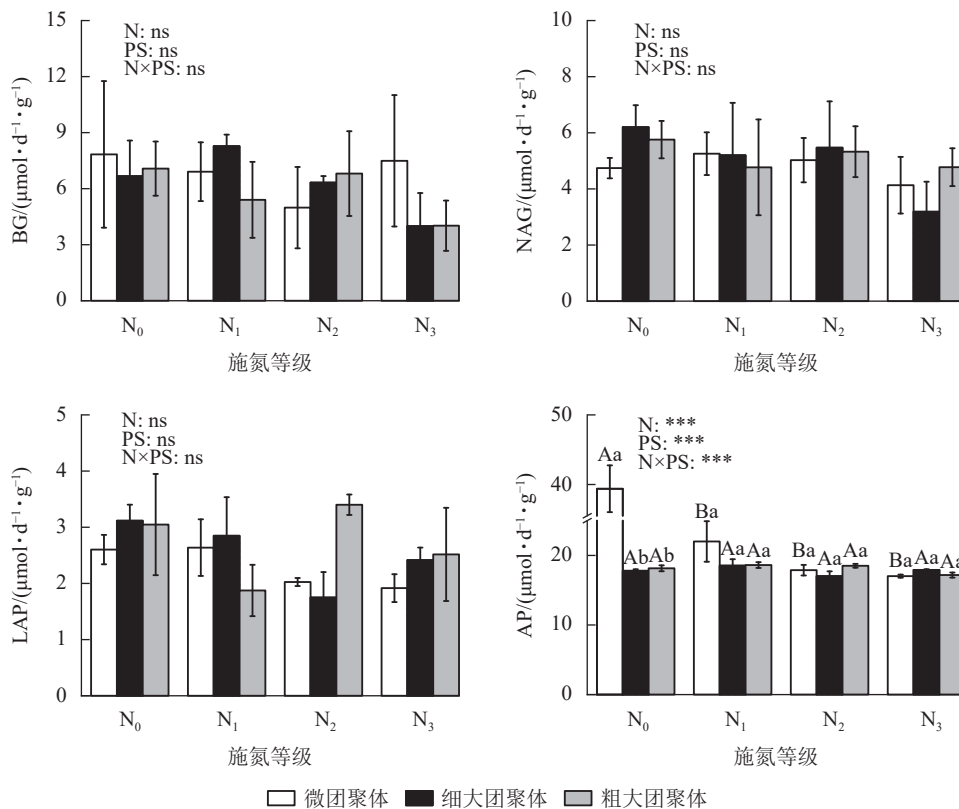 N: ns
PS: ns
N×PS: ns
15
12
9
6
3
0
BG/(μmol·d⁻¹·g⁻¹)
N₀ N₁ N₂ N₃
施氮等级
N: ns
PS: ns
N×PS: ns
10
8
6
4
2
0
NAG/(μmol·d⁻¹·g⁻¹)
N₀ N₁ N₂ N₃
施氮等级
N: ns
PS: ns
N×PS: ns
5
4
3
2
1
0
LAP/(μmol·d⁻¹·g⁻¹)
N₀ N₁ N₂ N₃
施氮等级
N: ***
PS: ***
N×PS: ***
50
40
30
20
10
0
AP/(μmol·d⁻¹·g⁻¹)
Aa Ab Ab Ba Aa Aa Ba Aa Aa Ba Aa Aa
N₀ N₁ N₂ N₃
施氮等级
微团聚体 细大团聚体 粗大团聚体